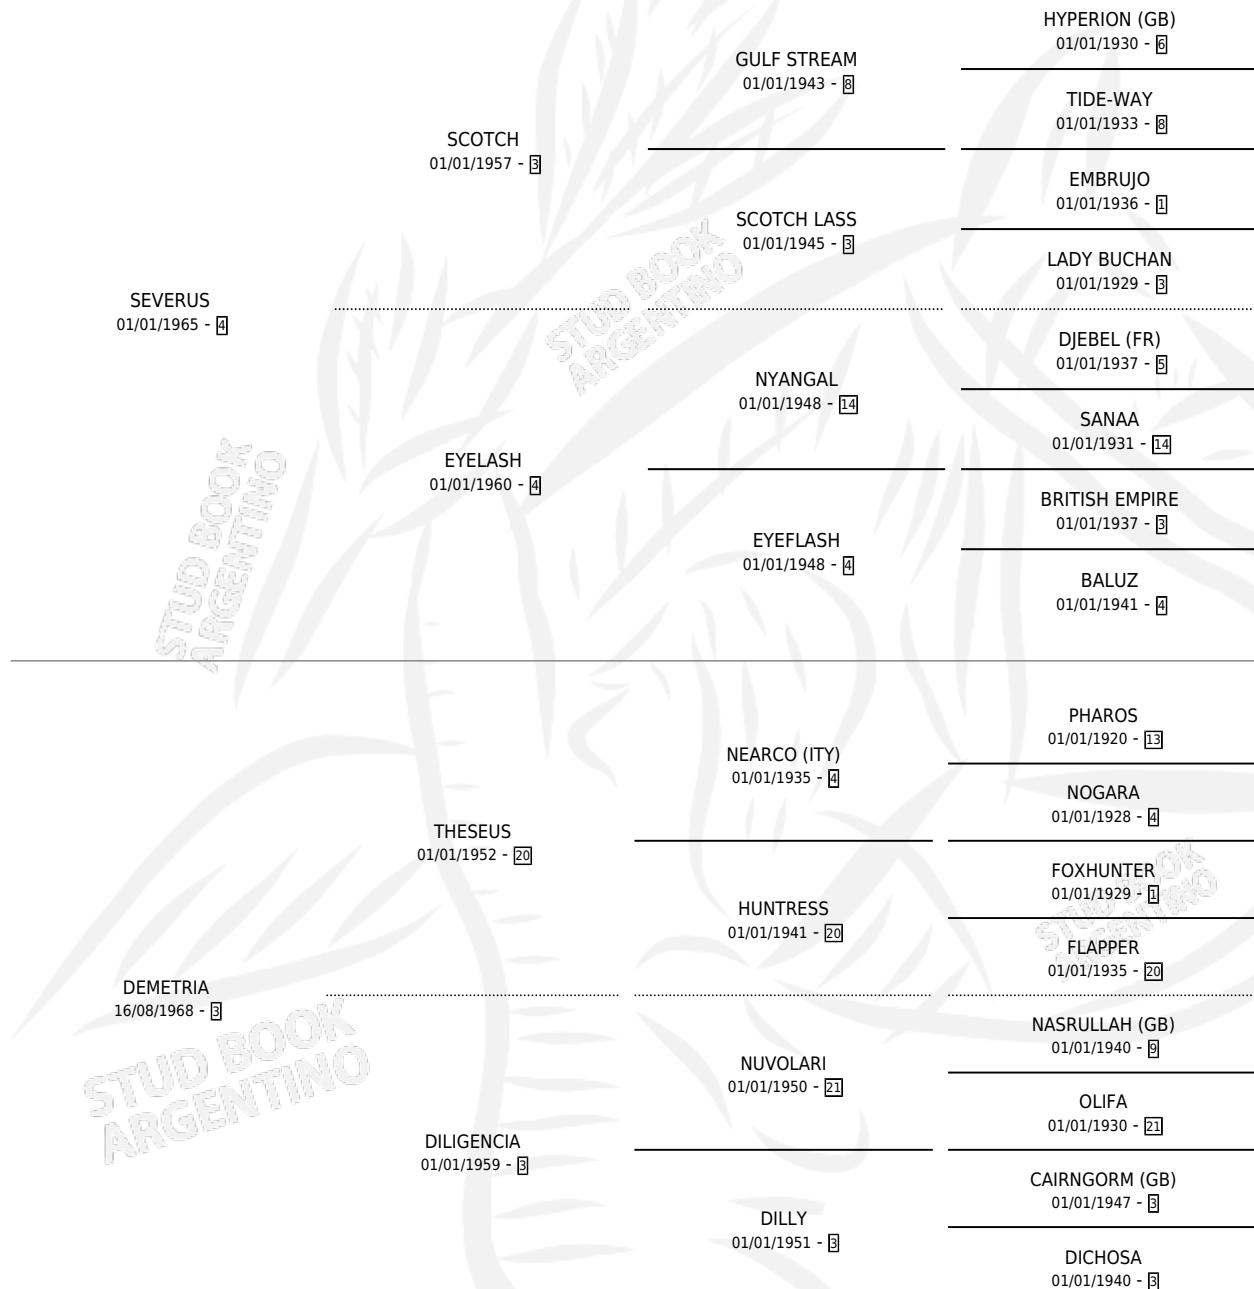 HYPERION (GB)
01/01/1930 - 6
GULF STREAM
01/01/1943 - 8
TIDE-WAY
01/01/1933 - 8
SCOTCH
01/01/1957 - 3
EMBRUJO
01/01/1936 - 1
SCOTCH LASS
01/01/1945 - 3
LADY BUCHAN
01/01/1929 - 3
SEVERUS
01/01/1965 - 4
DJEBEL (FR)
01/01/1937 - 5
NYANGAL
01/01/1948 - 14
SANAA
01/01/1931 - 14
EYELASH
01/01/1960 - 4
BRITISH EMPIRE
01/01/1937 - 3
EYEFLASH
01/01/1948 - 4
BALUZ
01/01/1941 - 4
STUD BOOK
ARGENTINO
STUD BOOK
ARGENTINO
PHAROS
01/01/1920 - 13
NEARCO (ITY)
01/01/1935 - 4
NOGARA
01/01/1928 - 4
THESEUS
01/01/1952 - 20
FOXHUNTER
01/01/1929 - 1
HUNTRESS
01/01/1941 - 20
FLAPPER
01/01/1935 - 20
STUD BOOK
ARGENTINO
DEMETRIA
16/08/1968 - 3
NASRULLAH (GB)
01/01/1940 - 9
NUVOLARI
01/01/1950 - 21
OLIFA
01/01/1930 - 21
STUD BOOK
ARGENTINO
DILIGENCIA
01/01/1959 - 3
CAIRNGORM (GB)
01/01/1947 - 3
DILLY
01/01/1951 - 3
DICHOSA
01/01/1940 - 3